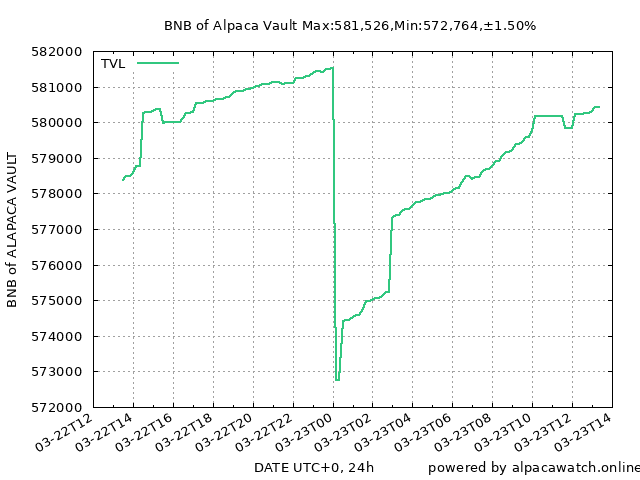 BNB of Alpaca Vault Max:581,526,Min:572,764,±1.50%
TVL
582000
581000
580000
579000
578000
577000
576000
575000
574000
573000
572000
BNB of ALAPACA VAULT
03-22T12
03-22T14
03-22T16
03-22T18
03-22T20
03-22T22
03-23T00
03-23T02
03-23T04
03-23T06
03-23T08
03-23T10
03-23T12
03-23T14
DATE UTC+0, 24h
powered by alpacawatch.online